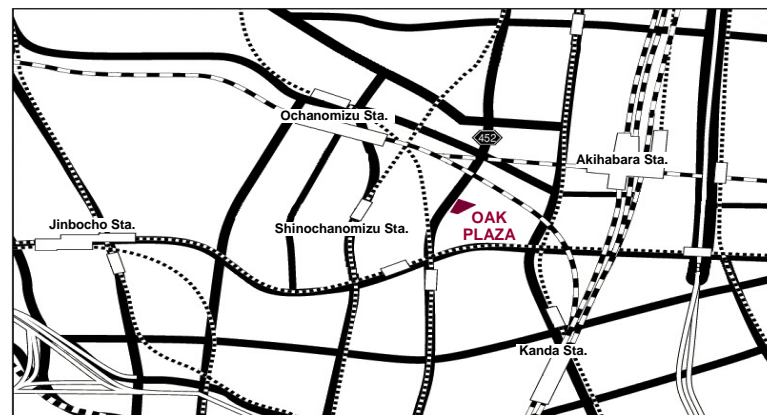 Ochanomizu Sta.
452
Akihabara Sta.
Jinbocho Sta.
Shinochanomizu Sta.
OAK
PLAZA
Kanda Sta.